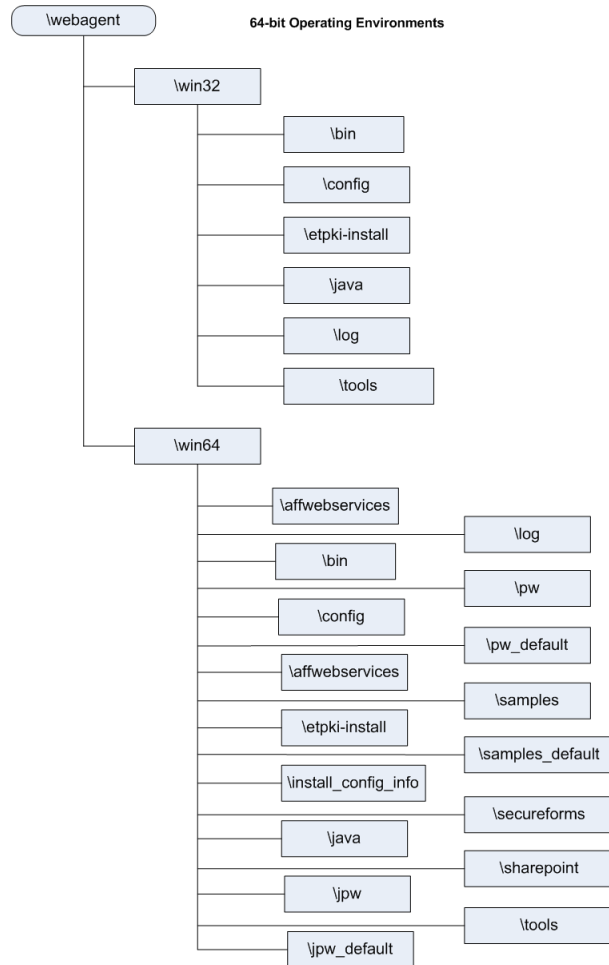 \webagent
64-bit Operating Environments
\win32
\bin
\config
\etpki-install
\java
\log
\tools
\win64
\affwebservices
\log
\bin
\pw
\config
\pw_default
\affwebservices
\samples
\etpki-install
\samples_default
\install_config_info
\secureforms
\java
\sharepoint
\jpw
\tools
\jpw_default